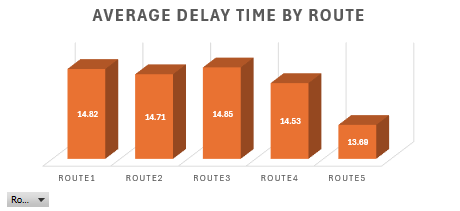 AVERAGE DELAY TIME BY ROUTE
14.82
14.71
14.85
14.53
13.69
ROUTE1
ROUTE2
ROUTE3
ROUTE4
ROUTE5
Ro...